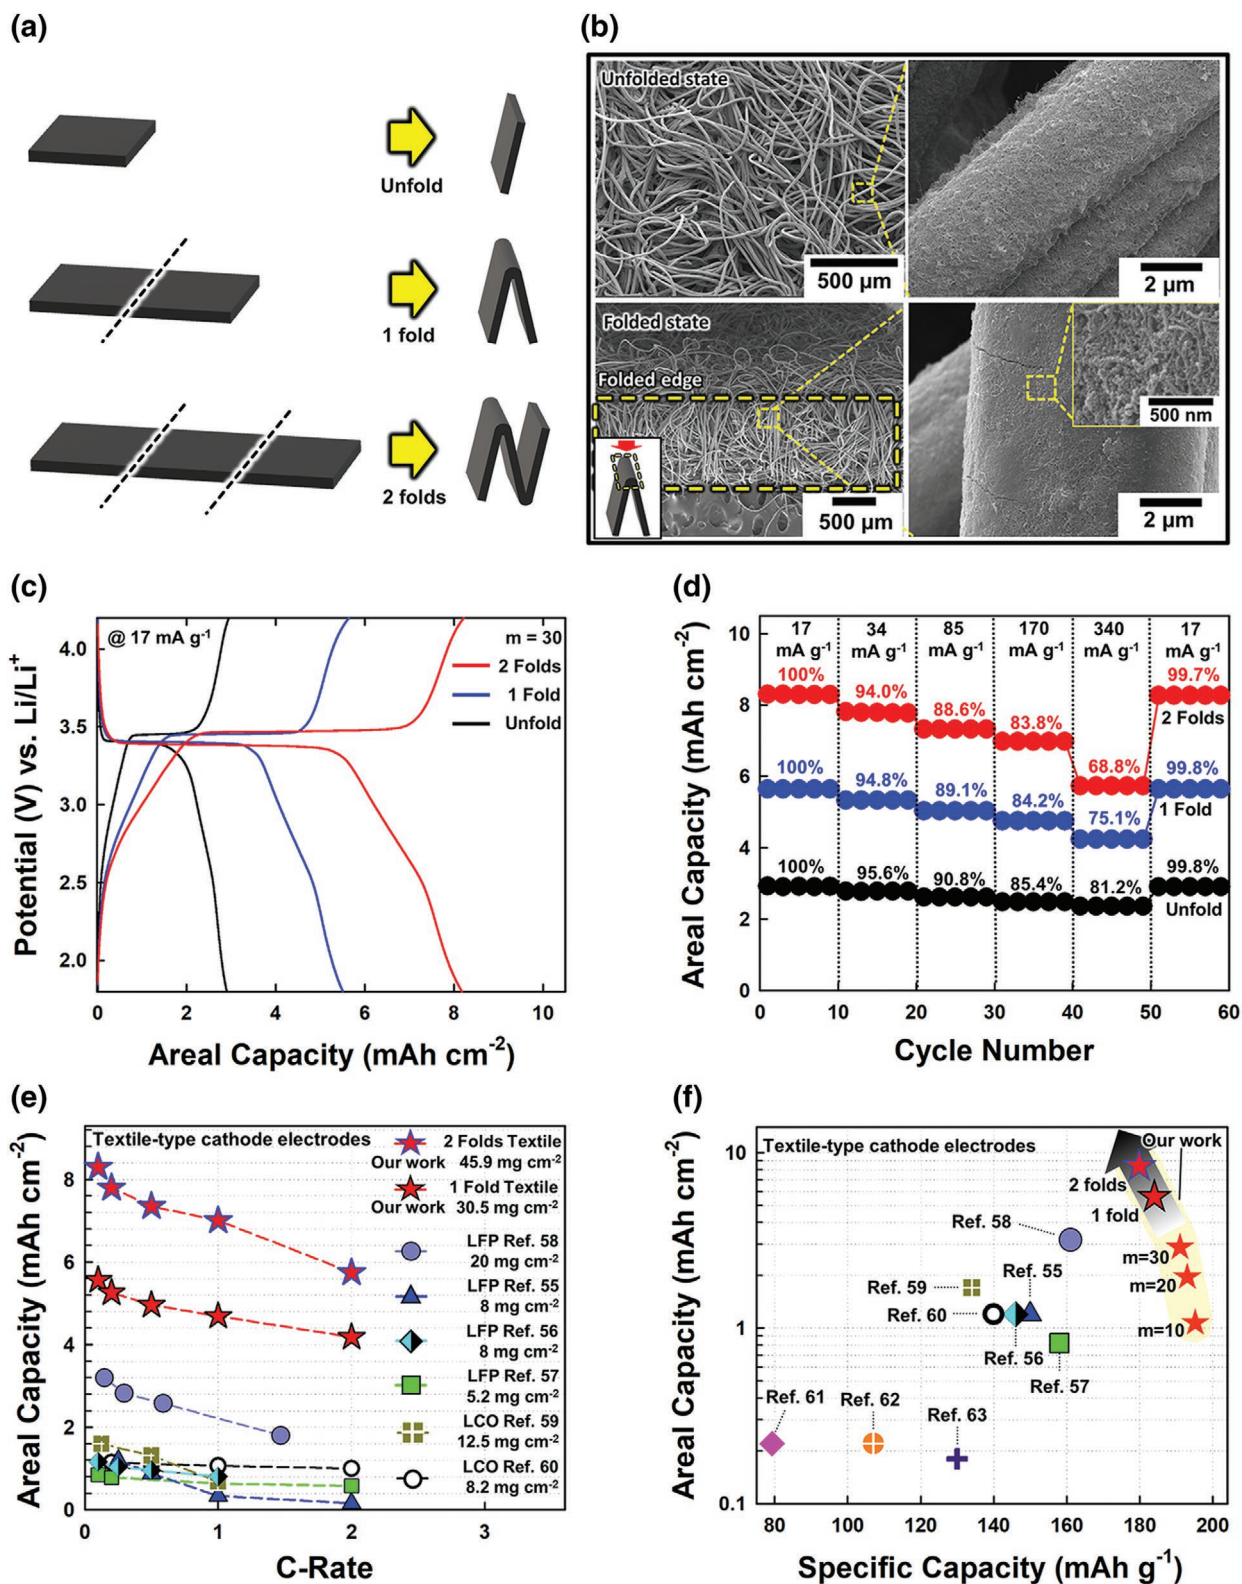 (a)
Unfold
1 fold
2 folds
(b)
Unfolded state
500 μm
2 μm
Folded state
Folded edge
500 μm
500 nm
2 μm
(c)
@ 17 mA g⁻¹
m = 30
2 Folds
1 Fold
Unfold
4.0
3.5
3.0
2.5
2.0
0 2 4 6 8 10
Potential (V) vs. Li/Li⁺
Areal Capacity (mAh cm⁻²)
(d)
17 34 85 170 340 17
mA g⁻¹ mA g⁻¹ mA g⁻¹ mA g⁻¹ mA g⁻¹ mA g⁻¹
100% 94.0% 88.6% 83.8% 68.8% 99.7%
2 Folds
100% 94.8% 89.1% 84.2% 75.1% 99.8%
1 Fold
100% 95.6% 90.8% 85.4% 81.2% 99.8%
Unfold
10
8
6
4
2
0
0 10 20 30 40 50 60
Areal Capacity (mAh cm⁻²)
Cycle Number
(e)
Textile-type cathode electrodes
2 Folds Textile
Our work 45.9 mg cm⁻²
1 Fold Textile
Our work 30.5 mg cm⁻²
LFP Ref. 58
20 mg cm⁻²
LFP Ref. 55
8 mg cm⁻²
LFP Ref. 56
8 mg cm⁻²
LFP Ref. 57
5.2 mg cm⁻²
LCO Ref. 59
12.5 mg cm⁻²
LCO Ref. 60
8.2 mg cm⁻²
8
6
4
2
0
0 1 2 3
Areal Capacity (mAh cm⁻²)
C-Rate
(f)
Textile-type cathode electrodes
Our work
2 folds
1 fold
Ref. 58
m=30
Ref. 59
Ref. 55
m=20
Ref. 60
m=10
Ref. 56
Ref. 57
Ref. 61
Ref. 62
Ref. 63
10
1
0.1
80 100 120 140 160 180 200
Areal Capacity (mAh cm⁻²)
Specific Capacity (mAh g⁻¹)